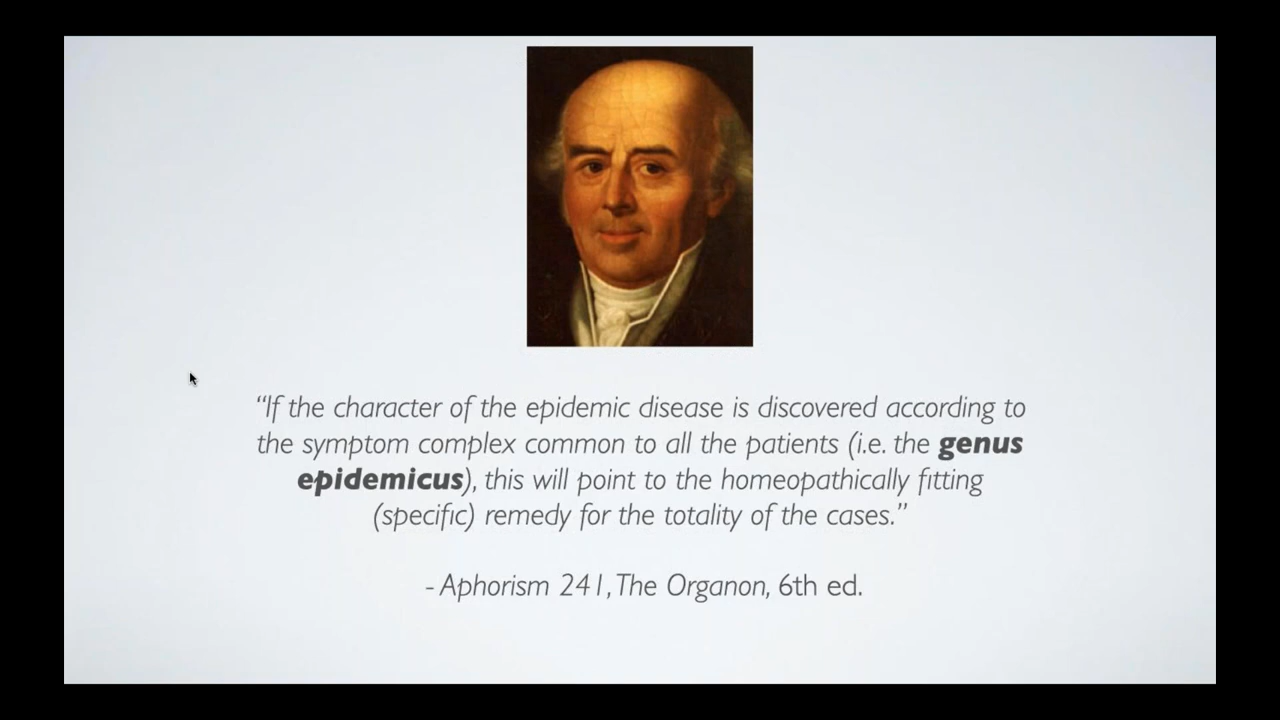 “If the character of the epidemic disease is discovered according to
the symptom complex common to all the patients (i.e. the genus
epidemicus), this will point to the homeopathically fitting
(specific) remedy for the totality of the cases.”
- Aphorism 241, The Organon, 6th ed.